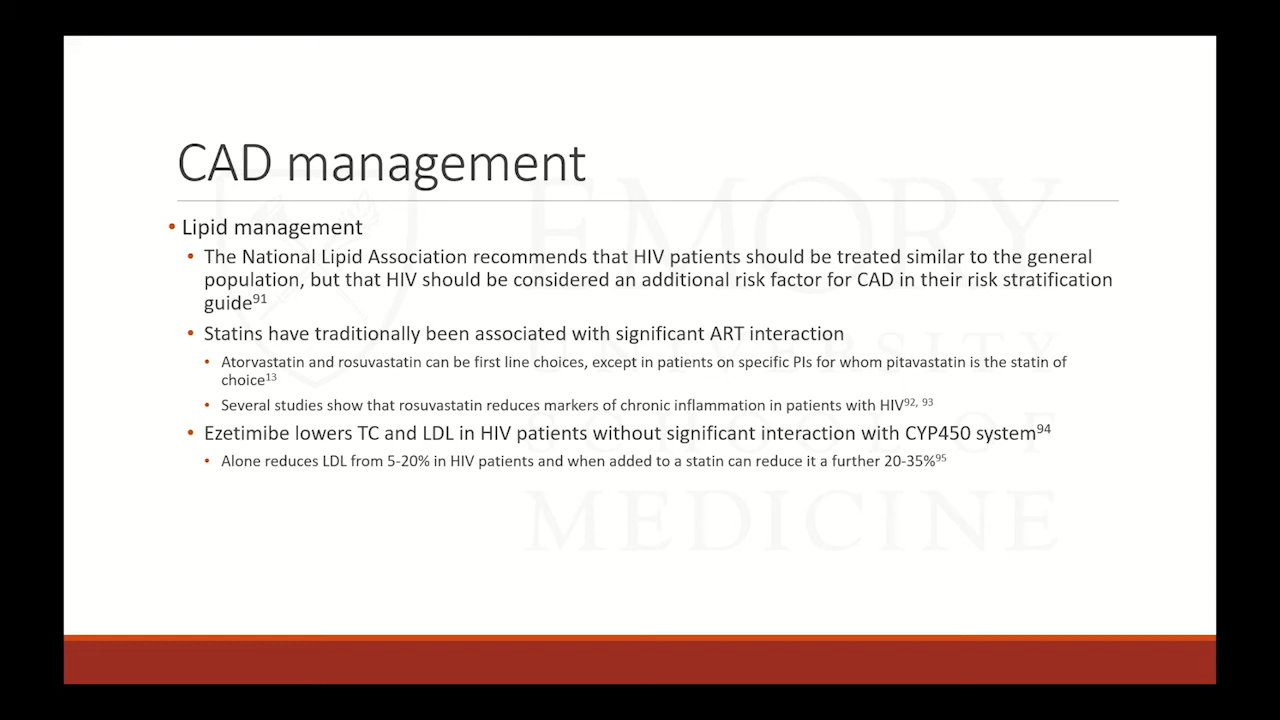 CAD management
• Lipid management
• The National Lipid Association recommends that HIV patients should be treated similar to the general
population, but that HIV should be considered an additional risk factor for CAD in their risk stratification
guide91
• Statins have traditionally been associated with significant ART interaction
• Atorvastatin and rosuvastatin can be first line choices, except in patients on specific PIs for whom pitavastatin is the statin of
choice13
• Several studies show that rosuvastatin reduces markers of chronic inflammation in patients with HIV92, 93
• Ezetimibe lowers TC and LDL in HIV patients without significant interaction with CYP450 system94
• Alone reduces LDL from 5-20% in HIV patients and when added to a statin can reduce it a further 20-35%95
EMORY
UNIVERSITY
SCHOOL OF
MEDICINE